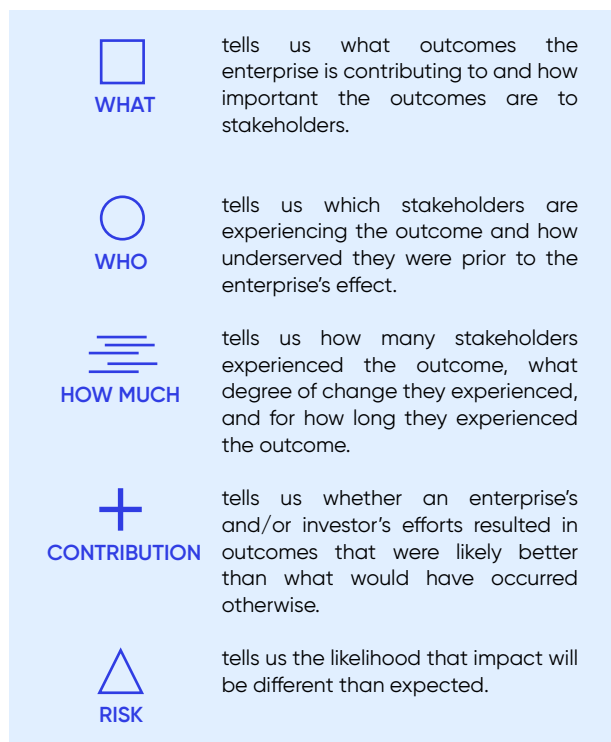 WHAT
tells us what outcomes the
enterprise is contributing to and how
important the outcomes are to
stakeholders.
WHO
tells us which stakeholders are
experiencing the outcome and how
underserved they were prior to the
enterprise’s effect.
HOW MUCH
tells us how many stakeholders
experienced the outcome, what
degree of change they experienced,
and for how long they experienced
the outcome.
CONTRIBUTION
tells us whether an enterprise’s
and/or investor’s efforts resulted in
outcomes that were likely better
than what would have occurred
otherwise.
RISK
tells us the likelihood that impact will
be different than expected.